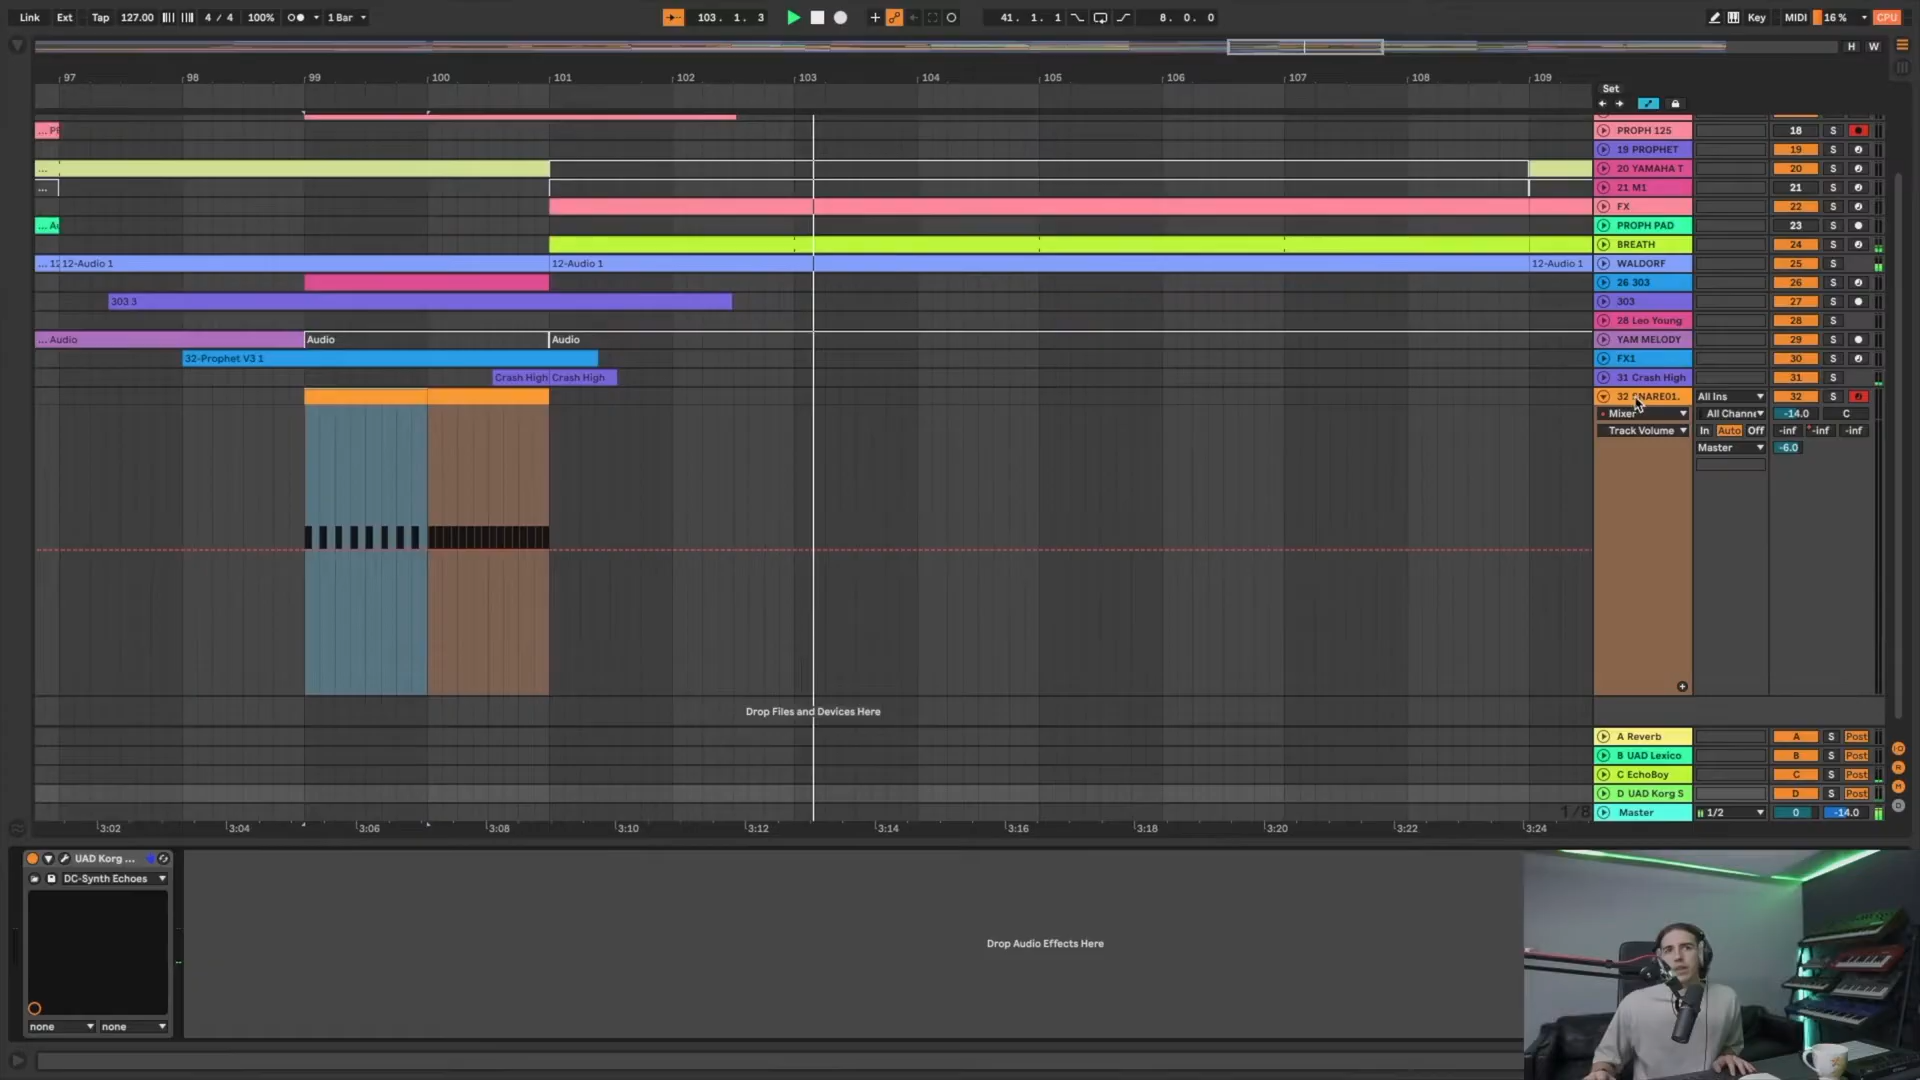 Link Ext Tap 127.00 4 / 4 100% 1 Bar 103. 1. 3 41. 1. 1 8. 0. 0 Key MIDI 16 % CPU
H W
97 98 99 100 101 102 103 104 105 106 107 108 109
Set
PROPH 125 18 S
19 PROPHET 19 S
... 20 YAMAHA T 20 S
... 21 M1 21 S
FX 22 S
PROPH PAD 23 S
BREATH 24 S
12-Audio 1 12-Audio 1 12-Audio 1 WALDORF 25 S
26 303 26 S
303 3 303 27 S
28 Leo Young 28 S
... Audio Audio Audio YAM MELODY 29 S
32-Prophet V3 1 FX1 30 S
Crash High Crash High 31 Crash High 31 S
32 SNARE01. All Ins 32 S
Mixer All Channe -14.0 C
Track Volume In Auto Off -inf -inf -inf
Master -6.0
Drop Files and Devices Here
A Reverb A S Post
B UAD Lexico B S Post
C EchoBoy C S Post
D UAD Korg S D S Post
1/8 Master 1/2 0 -14.0
3:02 3:04 3:06 3:08 3:10 3:12 3:14 3:16 3:18 3:20 3:22 3:24
UAD Korg ...
DC-Synth Echoes
Drop Audio Effects Here
none none